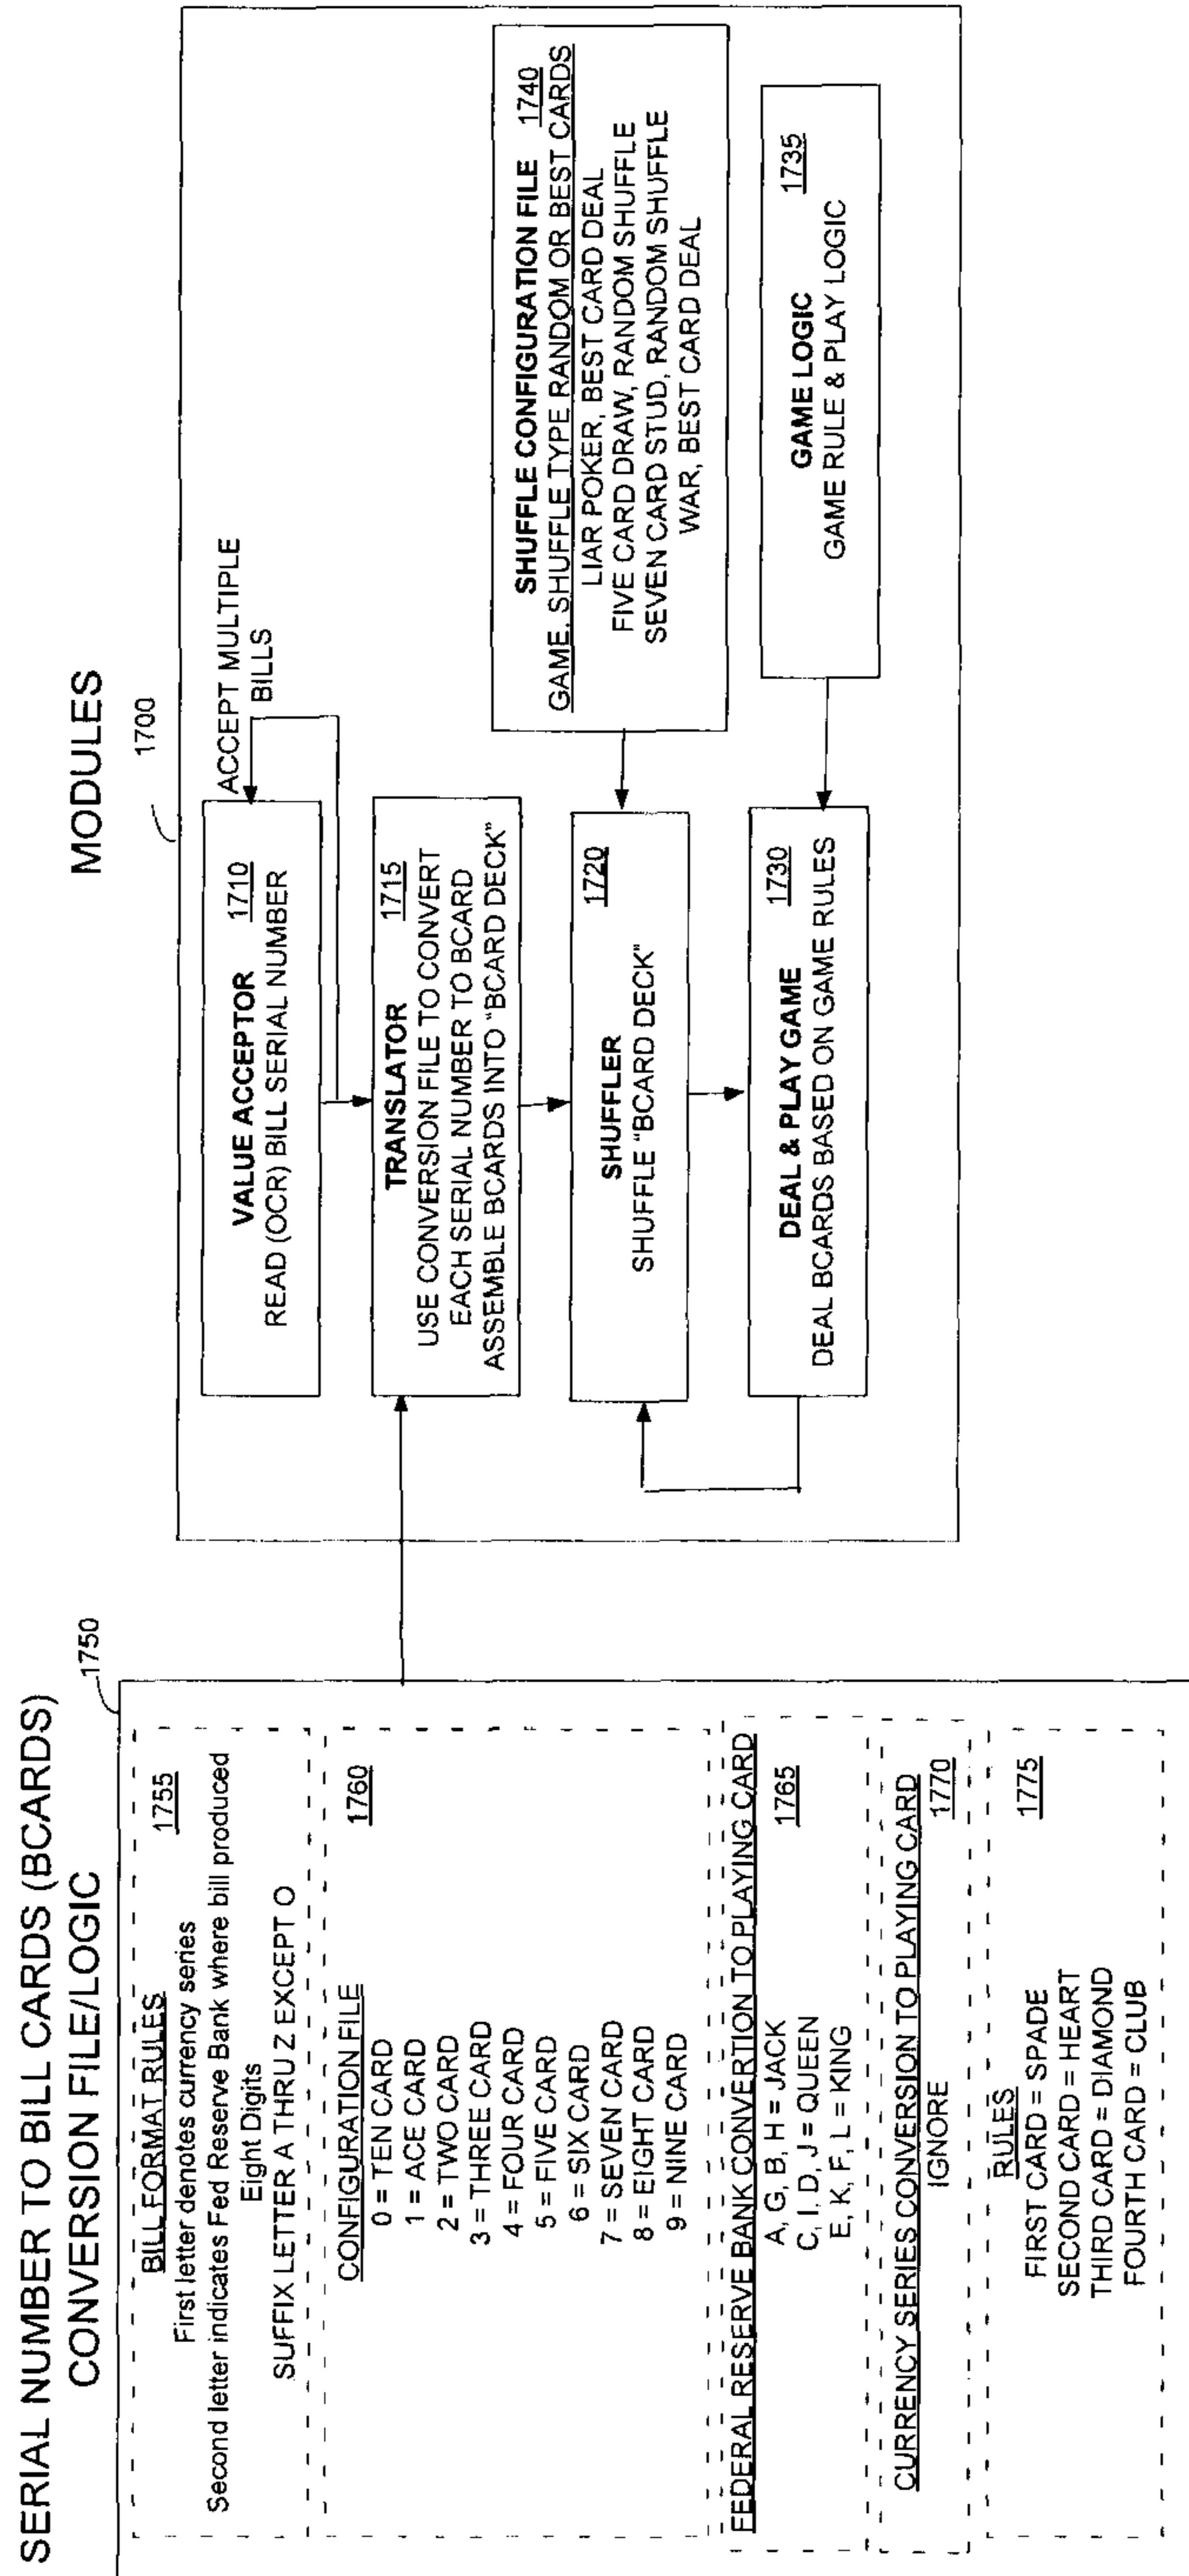 SERIAL NUMBER TO BILL CARDS (BCARDS)
CONVERSION FILE/LOGIC
1750
BILL FORMAT RULES
1755
First letter denotes currency series
Second letter indicates Fed Reserve Bank where bill produced
Eight Digits
SUFFIX LETTER A THRU Z EXCEPT O
CONFIGURATION FILE
1760
0 = TEN CARD
1 = ACE CARD
2 = TWO CARD
3 = THREE CARD
4 = FOUR CARD
5 = FIVE CARD
6 = SIX CARD
7 = SEVEN CARD
8 = EIGHT CARD
9 = NINE CARD
FEDERAL RESERVE BANK CONVERTION TO PLAYING CARD
1765
A, G, B, H = JACK
C, I, D, J = QUEEN
E, K, F, L = KING
CURRENCY SERIES CONVERSION TO PLAYING CARD
IGNORE
1770
RULES
1775
FIRST CARD = SPADE
SECOND CARD = HEART
THIRD CARD = DIAMOND
FOURTH CARD = CLUB
MODULES
1700
VALUE ACCEPTOR 1710
READ (OCR) BILL SERIAL NUMBER
ACCEPT MULTIPLE
BILLS
TRANSLATOR 1715
USE CONVERSION FILE TO CONVERT
EACH SERIAL NUMBER TO BCARD
ASSEMBLE BCARDS INTO "BCARD DECK"
SHUFFLER 1720
SHUFFLE "BCARD DECK"
DEAL & PLAY GAME 1730
DEAL BCARDS BASED ON GAME RULES
SHUFFLE CONFIGURATION FILE 1740
GAME, SHUFFLE TYPE RANDOM OR BEST CARDS
LIAR POKER, BEST CARD DEAL
FIVE CARD DRAW, RANDOM SHUFFLE
SEVEN CARD STUD, RANDOM SHUFFLE
WAR, BEST CARD DEAL
GAME LOGIC 1735
GAME RULE & PLAY LOGIC